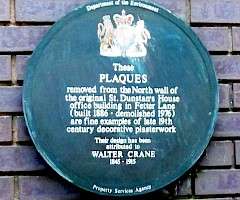 Department of the Environment
These
PLAQUES
removed from the North wall of
the original St. Dunstan's House
office building in Fetter Lane
(built 1886 - demolished 1976)
are fine examples of late 19th
century decorative plasterwork
Their design has been
attributed to
WALTER CRANE
1845 - 1915
Property Services Agency